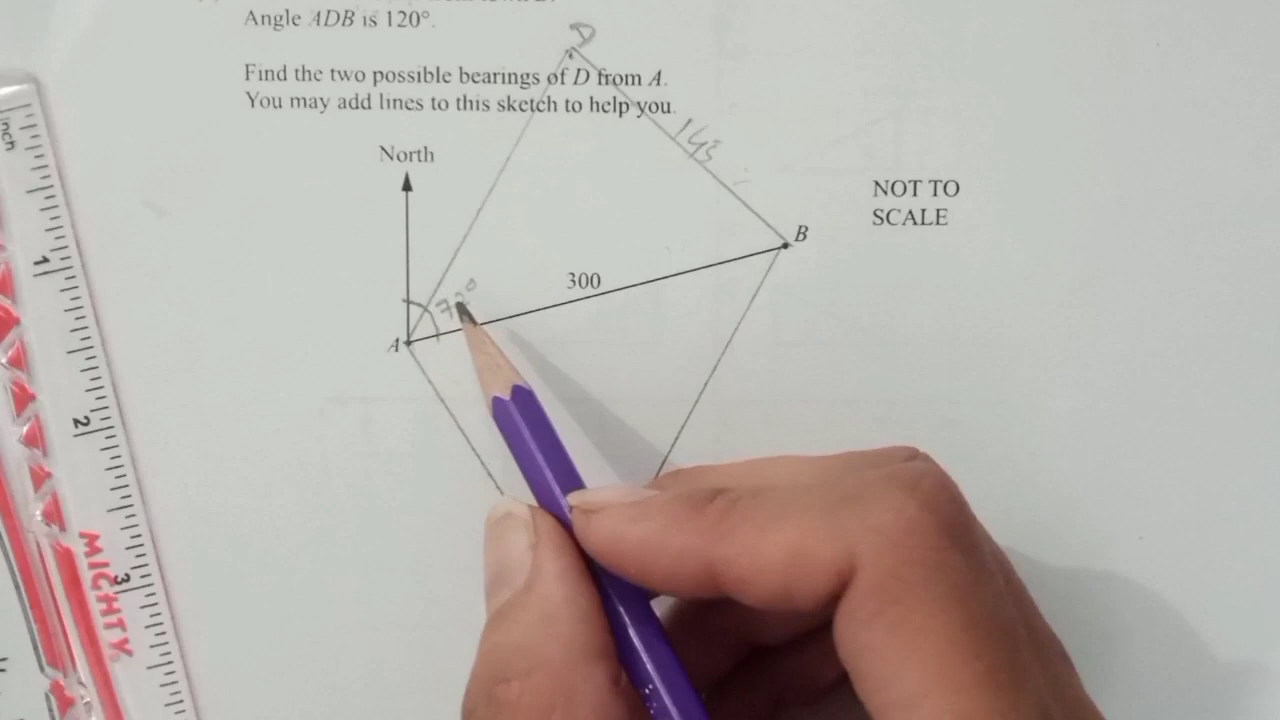 Angle ADB is 120°.
D
Find the two possible bearings of D from A.
You may add lines to this sketch to help you.
North
NOT TO
SCALE
B
300
A
inch
1
2
3
MIGHTY